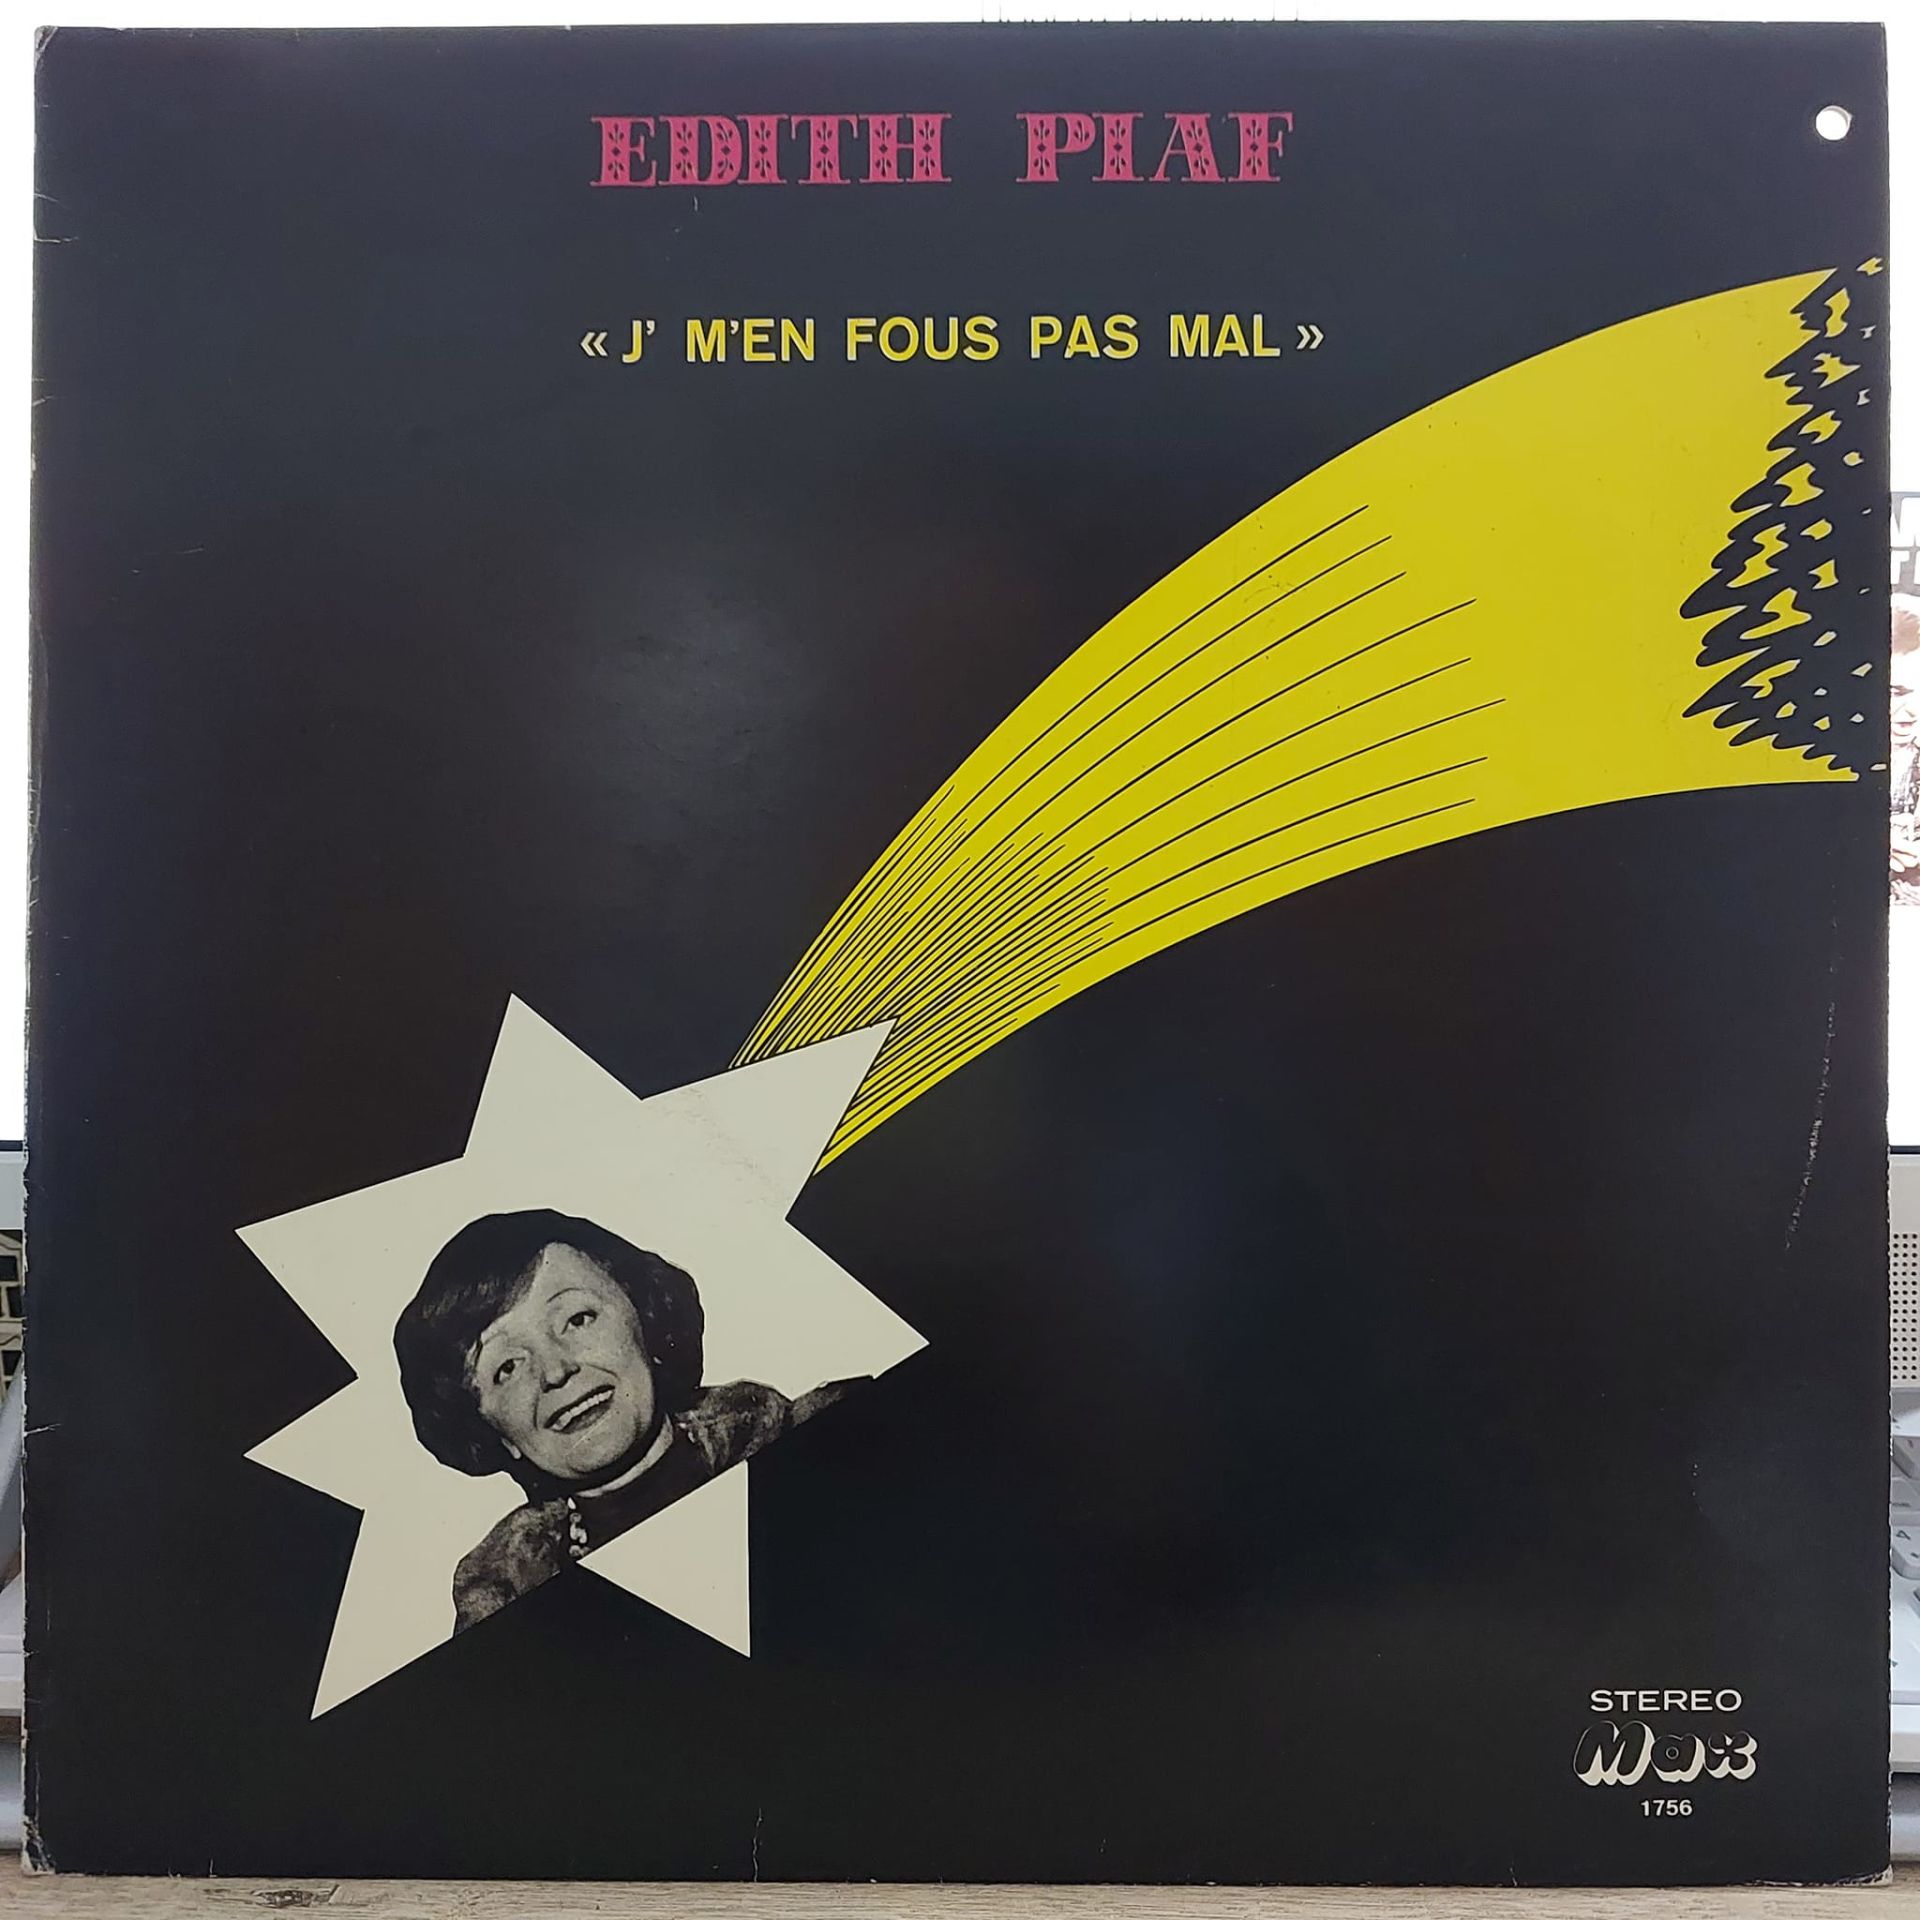 EDITH PIAF
« J' M'EN FOUS PAS MAL »
STEREO
Max
1756